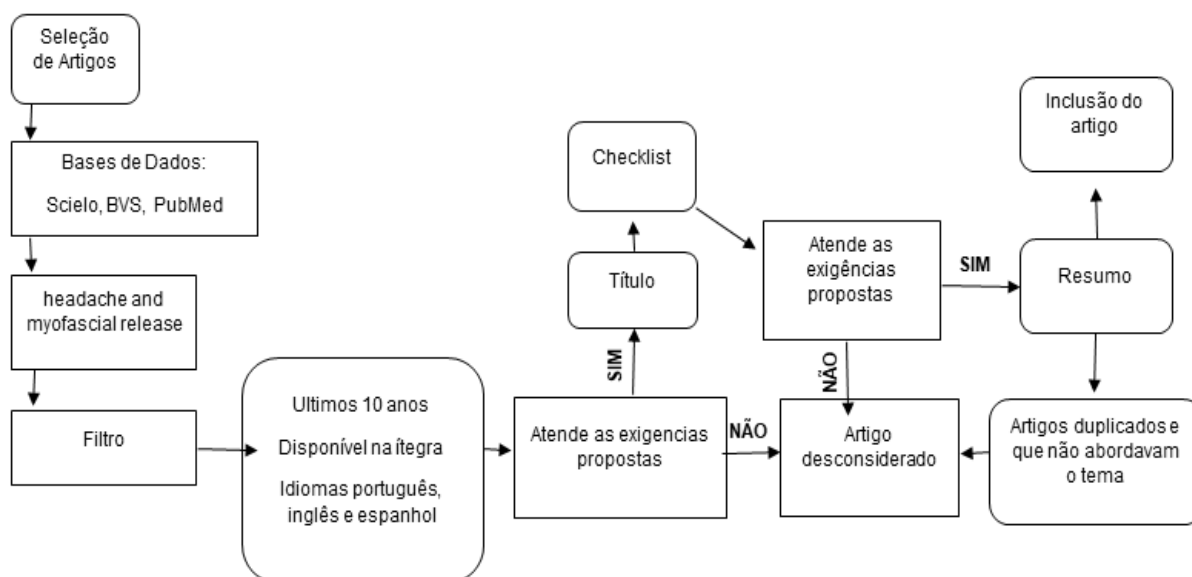 Seleção
de Artigos
Bases de Dados:
Scielo, BVS, PubMed
headache and
myofascial release
Filtro
Ultimos 10 anos
Disponível na ítegra
Idiomas português,
inglês e espanhol
Atende as exigencias
propostas
SIM
NÃO
Título
Checklist
Atende as
exigências
propostas
SIM
NÃO
Artigo
desconsiderado
Resumo
Inclusão do
artigo
Artigos duplicados e
que não abordavam
o tema